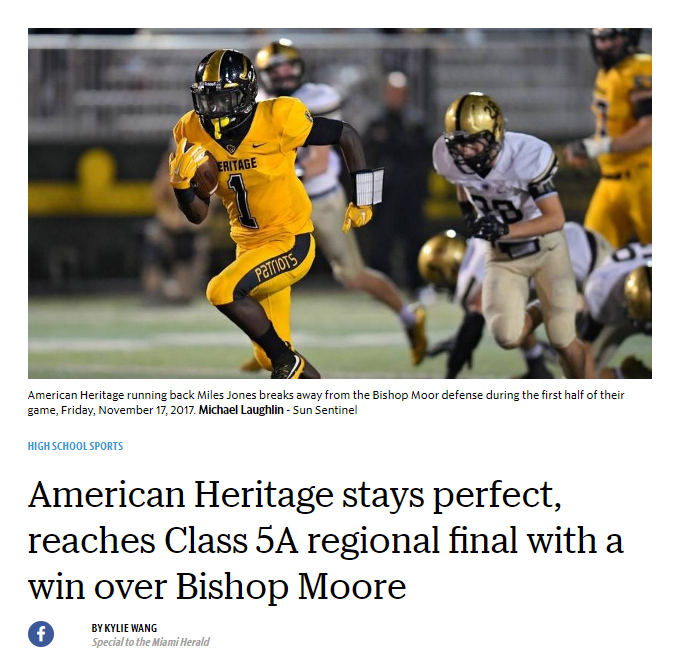 ERITAGE
1
PATRIOTS
American Heritage running back Miles Jones breaks away from the Bishop Moor defense during the first half of their
game, Friday, November 17, 2017. Michael Laughlin - Sun Sentinel
HIGH SCHOOL SPORTS
American Heritage stays perfect,
reaches Class 5A regional final with a
win over Bishop Moore
f
BY KYLIE WANG
Special to the Miami Herald